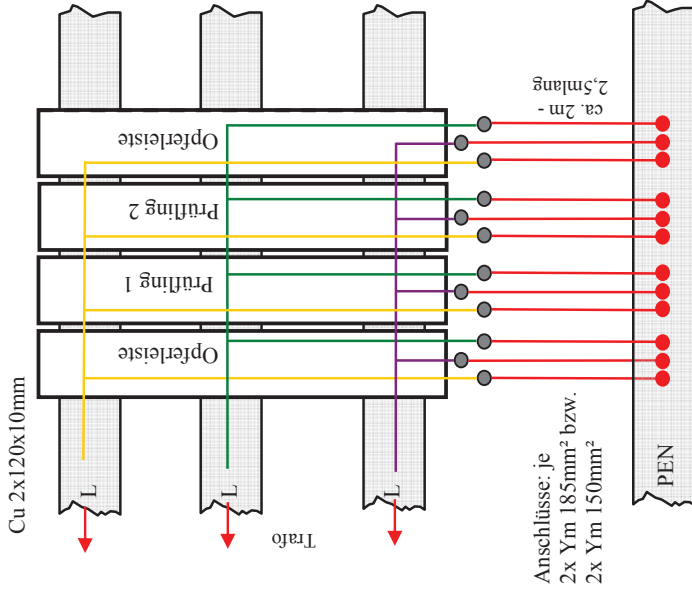 Cu 2x120x10mm
Opferleiste
Prüfling 2
Prüfling 1
Opferleiste
ca. 2m -
2,5mlang
L
L
L
Trafo
Anschlüsse: je
2x Ym 185mm² bzw.
2x Ym 150mm²
PEN